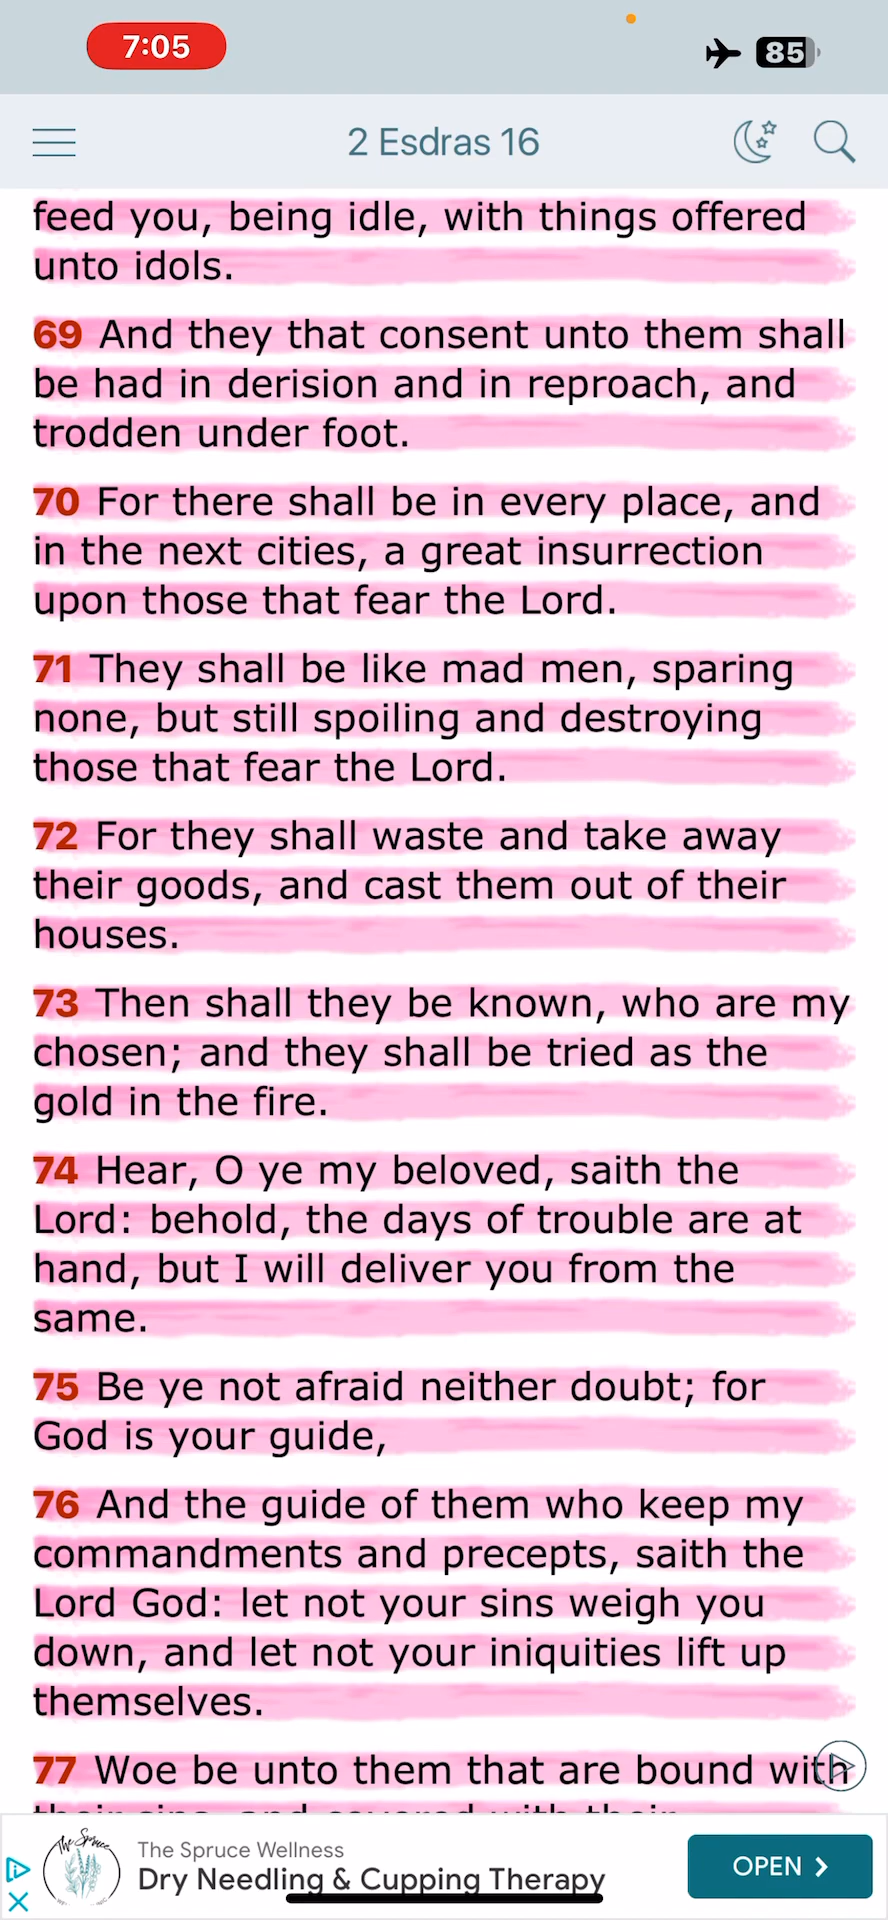 7:05
85
2 Esdras 16
feed you, being idle, with things offered
unto idols.
69 And they that consent unto them shall
be had in derision and in reproach, and
trodden under foot.
70 For there shall be in every place, and
in the next cities, a great insurrection
upon those that fear the Lord.
71 They shall be like mad men, sparing
none, but still spoiling and destroying
those that fear the Lord.
72 For they shall waste and take away
their goods, and cast them out of their
houses.
73 Then shall they be known, who are my
chosen; and they shall be tried as the
gold in the fire.
74 Hear, O ye my beloved, saith the
Lord: behold, the days of trouble are at
hand, but I will deliver you from the
same.
75 Be ye not afraid neither doubt; for
God is your guide,
76 And the guide of them who keep my
commandments and precepts, saith the
Lord God: let not your sins weigh you
down, and let not your iniquities lift up
themselves.
77 Woe be unto them that are bound with
their sins, and covered with their
The Spruce
The Spruce Wellness
Dry Needling & Cupping Therapy
OPEN